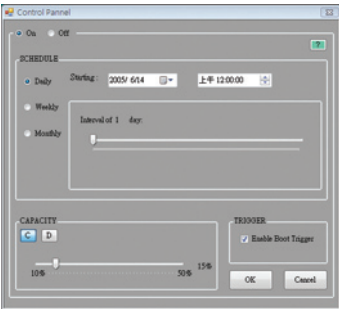 Control Pannel
On Off
?
SCHEDULE
Daily Starting : 2005/ 6/14 上午 12:00:00
Weekly
Monthly
Interval of 1 day:
CAPACITY
C D
10% 50% 15%
TRIGGER
Enable Boot Trigger
OK Cancel